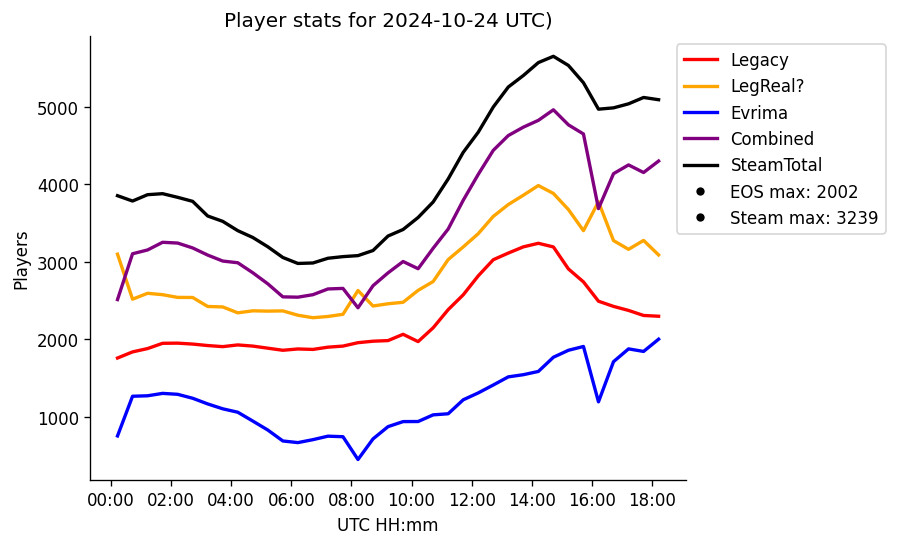 Player stats for 2024-10-24 UTC)
Players
5000
4000
3000
2000
1000
00:00 02:00 04:00 06:00 08:00 10:00 12:00 14:00 16:00 18:00
UTC HH:mm
Legacy
LegReal?
Evrima
Combined
SteamTotal
EOS max: 2002
Steam max: 3239